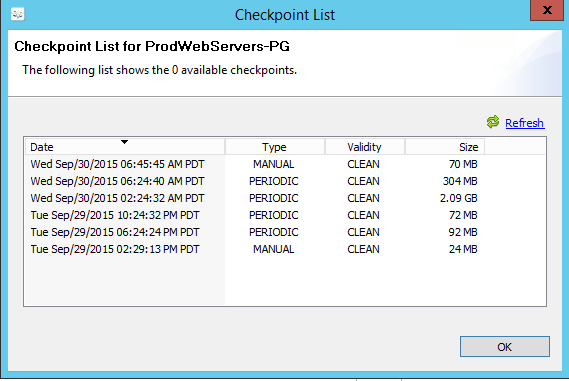 Checkpoint List
X
Checkpoint List for ProdWebServers-PG
The following list shows the 0 available checkpoints.
Refresh
Date Type Validity Size
Wed Sep/30/2015 06:45:45 AM PDT MANUAL CLEAN 70 MB
Wed Sep/30/2015 06:24:40 AM PDT PERIODIC CLEAN 304 MB
Wed Sep/30/2015 02:24:32 AM PDT PERIODIC CLEAN 2.09 GB
Tue Sep/29/2015 10:24:32 PM PDT PERIODIC CLEAN 72 MB
Tue Sep/29/2015 06:24:24 PM PDT PERIODIC CLEAN 92 MB
Tue Sep/29/2015 02:29:13 PM PDT MANUAL CLEAN 24 MB
OK